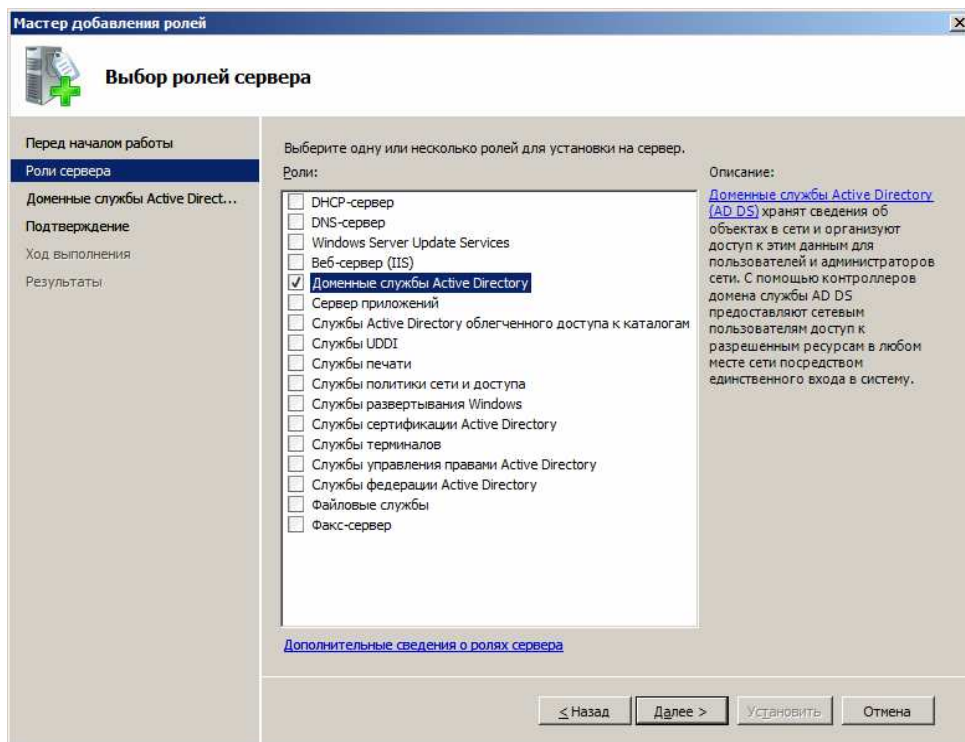 Мастер добавления ролей
Выбор ролей сервера
Перед началом работы
Роли сервера
Доменные службы Active Direct...
Подтверждение
Ход выполнения
Результаты
Выберите одну или несколько ролей для установки на сервер.
Роли:
DHCP-сервер
DNS-сервер
Windows Server Update Services
Веб-сервер (IIS)
Доменные службы Active Directory
Сервер приложений
Службы Active Directory облегченного доступа к каталогам
Службы UDDI
Службы печати
Службы политики сети и доступа
Службы развертывания Windows
Службы сертификации Active Directory
Службы терминалов
Службы управления правами Active Directory
Службы федерации Active Directory
Файловые службы
Факс-сервер
Дополнительные сведения о ролях сервера
Описание:
Доменные службы Active Directory
(AD DS) хранят сведения об
объектах в сети и организуют
доступ к этим данным для
пользователей и администраторов
сети. С помощью контроллеров
домена службы AD DS
предоставляют сетевым
пользователям доступ к
разрешенным ресурсам в любом
месте сети посредством
единственного входа в систему.
< Назад
Далее >
Установить
Отмена